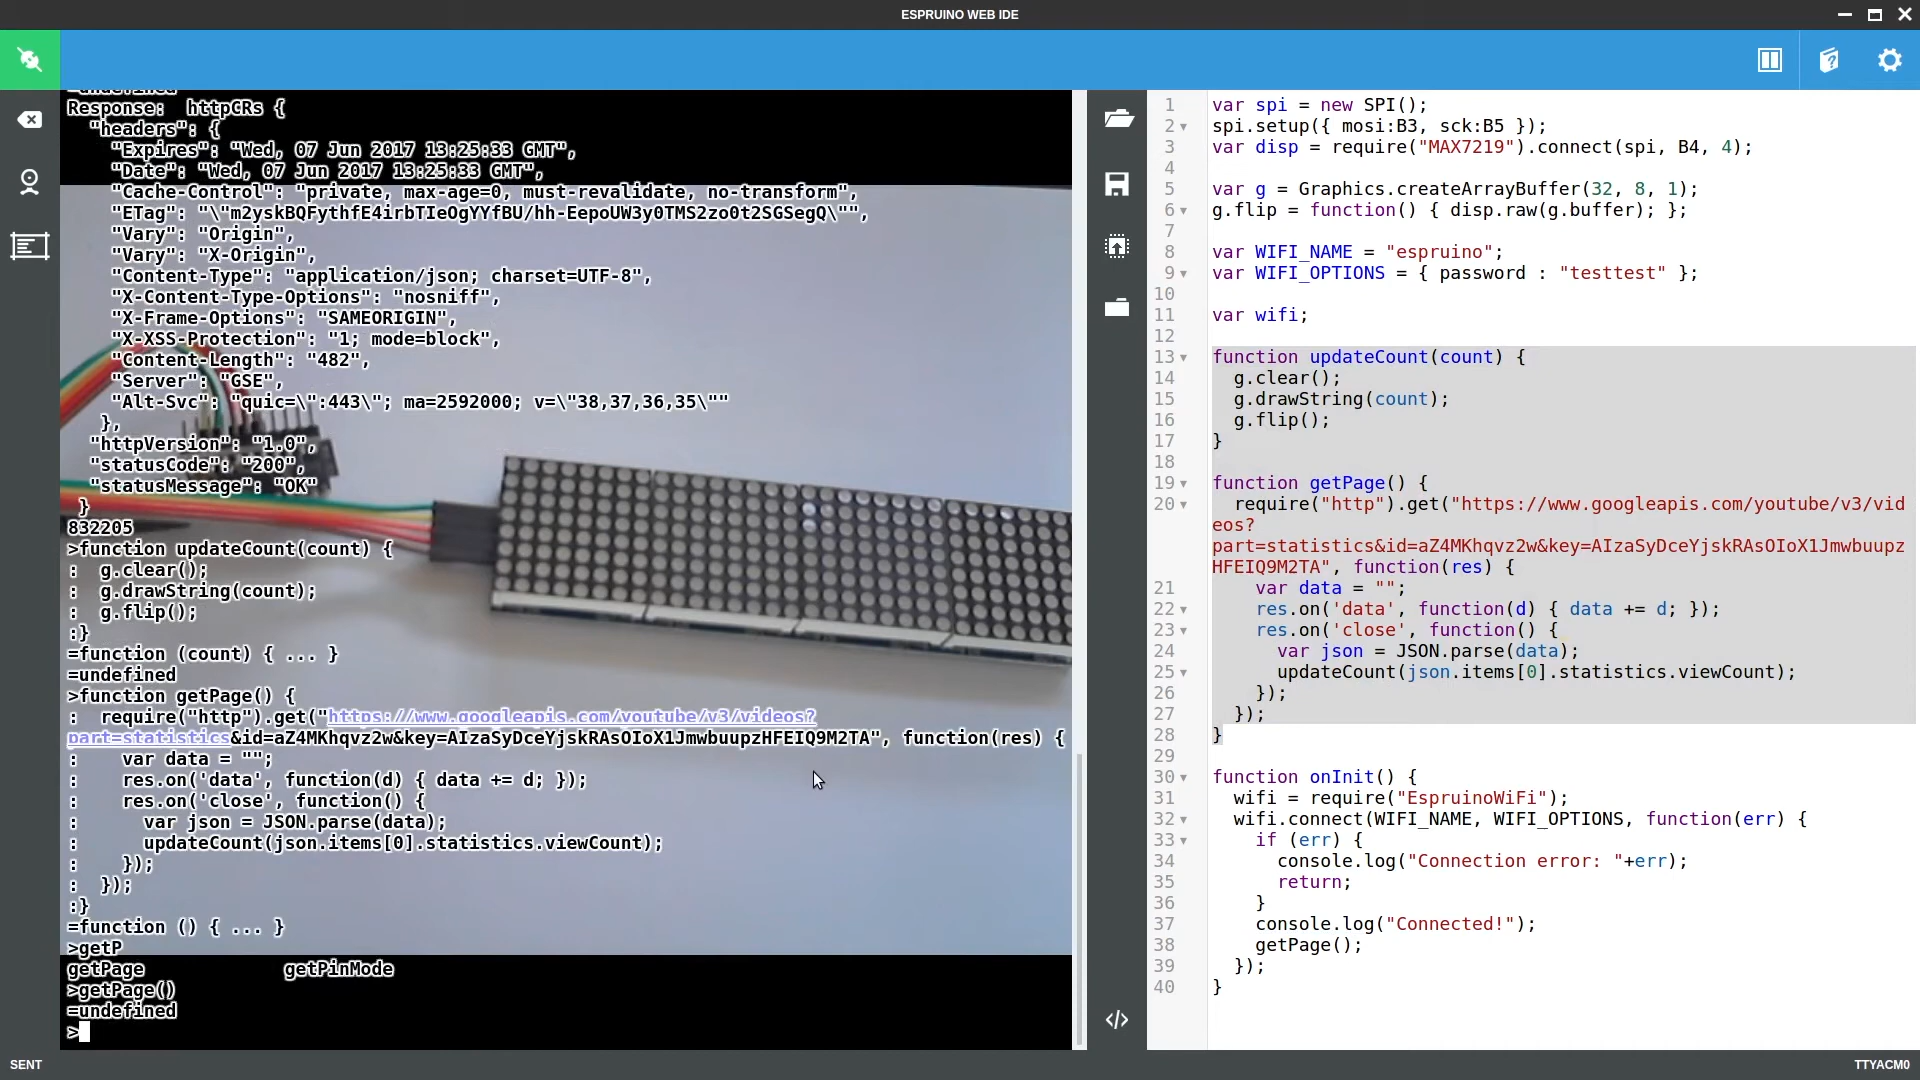 ESPRUINO WEB IDE
=undefined
Response:  httpCRs {
"headers": {
"Expires": "Wed, 07 Jun 2017 13:25:33 GMT",
"Date": "Wed, 07 Jun 2017 13:25:33 GMT",
"Cache-Control": "private, max-age=0, must-revalidate, no-transform",
"ETag": "\"m2yskBQFythfE4irbTIeOgYYfBU/hh-EepoUW3y0TMS2zo0t2SGSegQ\"",
"Vary": "Origin",
"Vary": "X-Origin",
"Content-Type": "application/json; charset=UTF-8",
"X-Content-Type-Options": "nosniff",
"X-Frame-Options": "SAMEORIGIN",
"X-XSS-Protection": "1; mode=block",
"Content-Length": "482",
"Server": "GSE",
"Alt-Svc": "quic=\":443\"; ma=2592000; v=\"38,37,36,35\""
},
"httpVersion": "1.0",
"statusCode": "200",
"statusMessage": "OK"
}
832205
>function updateCount(count) {
:  g.clear();
:  g.drawString(count);
:  g.flip();
:}
=function (count) { ... }
=undefined
>function getPage() {
:  require("http").get("https://www.googleapis.com/youtube/v3/videos?
part=statistics&id=aZ4MKhqvz2w&key=AIzaSyDceYjskRAsOIoX1JmwbuupzHFEIQ9M2TA", function(res) {
:    var data = "";
:    res.on('data', function(d) { data += d; });
:    res.on('close', function() {
:      var json = JSON.parse(data);
:      updateCount(json.items[0].statistics.viewCount);
:    });
:  });
:}
=function () { ... }
>getP
getPage             getPinMode
>getPage()
=undefined
>
1 var spi = new SPI();
2 spi.setup({ mosi:B3, sck:B5 });
3 var disp = require("MAX7219").connect(spi, B4, 4);
4
5 var g = Graphics.createArrayBuffer(32, 8, 1);
6 g.flip = function() { disp.raw(g.buffer); };
7
8 var WIFI_NAME = "espruino";
9 var WIFI_OPTIONS = { password : "testtest" };
10
11 var wifi;
12
13 function updateCount(count) {
14   g.clear();
15   g.drawString(count);
16   g.flip();
17 }
18
19 function getPage() {
20   require("http").get("https://www.googleapis.com/youtube/v3/vid
eos?
part=statistics&id=aZ4MKhqvz2w&key=AIzaSyDceYjskRAsOIoX1Jmwbuupz
HFEIQ9M2TA", function(res) {
21     var data = "";
22     res.on('data', function(d) { data += d; });
23     res.on('close', function() {
24       var json = JSON.parse(data);
25       updateCount(json.items[0].statistics.viewCount);
26     });
27   });
28 }
29
30 function onInit() {
31   wifi = require("EspruinoWiFi");
32   wifi.connect(WIFI_NAME, WIFI_OPTIONS, function(err) {
33     if (err) {
34       console.log("Connection error: "+err);
35       return;
36     }
37     console.log("Connected!");
38     getPage();
39   });
40 }
SENT
TTYACM0